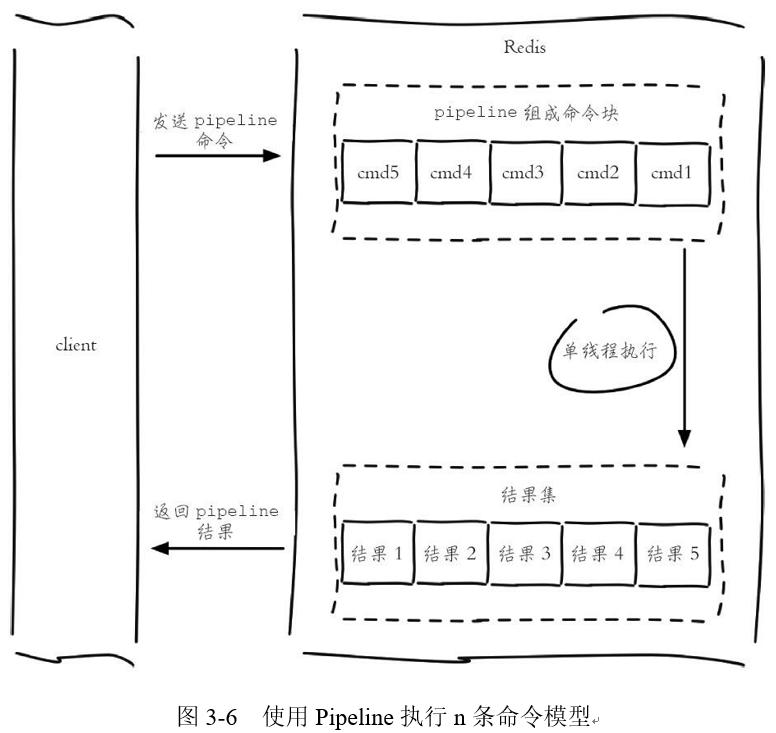 Redis
pipeline 组成命令块
cmd5 cmd4 cmd3 cmd2 cmd1
发送 pipeline
命令
client
单线程执行
返回 pipeline
结果
结果集
结果 1 结果 2 结果 3 结果 4 结果 5
图 3-6 使用 Pipeline 执行 n 条命令模型